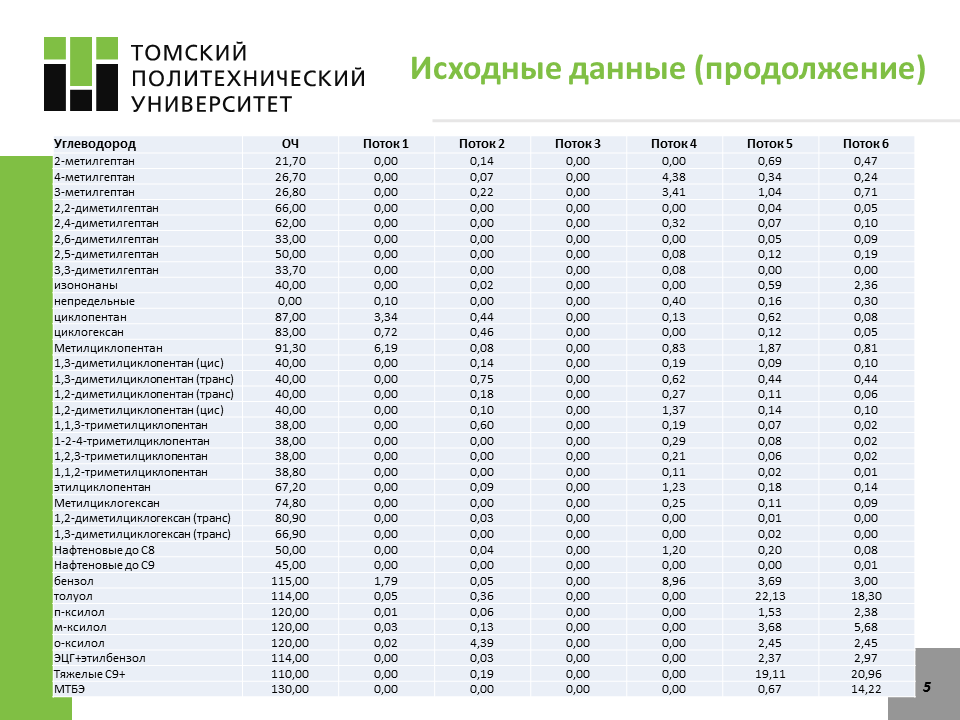 ТОМСКИЙ
ПОЛИТЕХНИЧЕСКИЙ
УНИВЕРСИТЕТ
Исходные данные (продолжение)
Углеводород ОЧ Поток 1 Поток 2 Поток 3 Поток 4 Поток 5 Поток 6
2-метилгептан 21,70 0,00 0,14 0,00 0,00 0,69 0,47
4-метилгептан 26,70 0,00 0,07 0,00 4,38 0,34 0,24
3-метилгептан 26,80 0,00 0,22 0,00 3,41 1,04 0,71
2,2-диметилгептан 66,00 0,00 0,00 0,00 0,00 0,04 0,05
2,4-диметилгептан 62,00 0,00 0,00 0,00 0,32 0,07 0,10
2,6-диметилгептан 33,00 0,00 0,00 0,00 0,00 0,05 0,09
2,5-диметилгептан 50,00 0,00 0,00 0,00 0,08 0,12 0,19
3,3-диметилгептан 33,70 0,00 0,00 0,00 0,08 0,00 0,00
изононаны 40,00 0,00 0,02 0,00 0,00 0,59 2,36
непредельные 0,00 0,10 0,00 0,00 0,40 0,16 0,30
циклопентан 87,00 3,34 0,44 0,00 0,13 0,62 0,08
циклогексан 83,00 0,72 0,46 0,00 0,00 0,12 0,05
Метилциклопентан 91,30 6,19 0,08 0,00 0,83 1,87 0,81
1,3-диметилциклопентан (цис) 40,00 0,00 0,14 0,00 0,19 0,09 0,10
1,3-диметилциклопентан (транс) 40,00 0,00 0,75 0,00 0,62 0,44 0,44
1,2-диметилциклопентан (транс) 40,00 0,00 0,18 0,00 0,27 0,11 0,06
1,2-диметилциклопентан (цис) 40,00 0,00 0,10 0,00 1,37 0,14 0,10
1,1,3-триметилциклопентан 38,00 0,00 0,60 0,00 0,19 0,07 0,02
1-2-4-триметилциклопентан 38,00 0,00 0,00 0,00 0,29 0,08 0,02
1,2,3-триметилциклопентан 38,00 0,00 0,00 0,00 0,21 0,06 0,02
1,1,2-триметилциклопентан 38,80 0,00 0,00 0,00 0,11 0,02 0,01
этилциклопентан 67,20 0,00 0,09 0,00 1,23 0,18 0,14
Метилциклогексан 74,80 0,00 0,00 0,00 0,25 0,11 0,09
1,2-диметилциклогексан (транс) 80,90 0,00 0,03 0,00 0,00 0,01 0,00
1,3-диметилциклогексан (транс) 66,90 0,00 0,00 0,00 0,00 0,02 0,00
Нафтеновые до С8 50,00 0,00 0,04 0,00 1,20 0,20 0,08
Нафтеновые до С9 45,00 0,00 0,00 0,00 0,00 0,00 0,01
бензол 115,00 1,79 0,05 0,00 8,96 3,69 3,00
толуол 114,00 0,05 0,36 0,00 0,00 22,13 18,30
п-ксилол 120,00 0,01 0,06 0,00 0,00 1,53 2,38
м-ксилол 120,00 0,03 0,13 0,00 0,00 3,68 5,68
о-ксилол 120,00 0,02 4,39 0,00 0,00 2,45 2,45
ЭЦГ+этилбензол 114,00 0,00 0,03 0,00 0,00 2,37 2,97
Тяжелые С9+ 110,00 0,00 0,19 0,00 0,00 19,11 20,96
МТБЭ 130,00 0,00 0,00 0,00 0,00 0,67 14,22
5